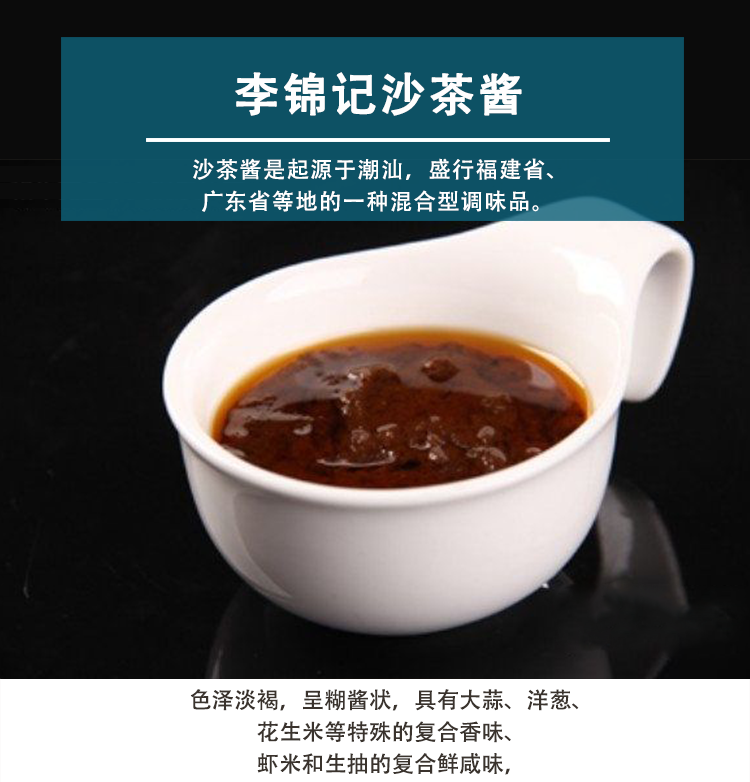 李锦记沙茶酱
沙茶酱是起源于潮汕，盛行福建省、
广东省等地的一种混合型调味品。
色泽淡褐，呈糊酱状，具有大蒜、洋葱、
花生米等特殊的复合香味、
虾米和生抽的复合鲜咸味，